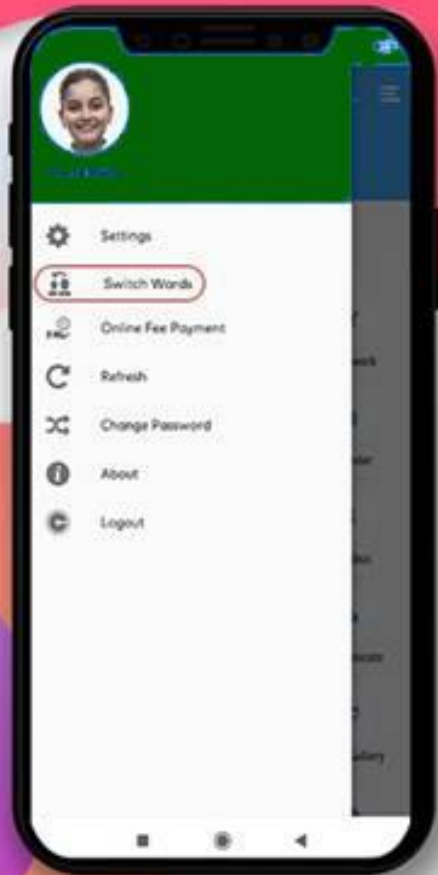 Settings
Switch Wards
Online Fee Payment
Refresh
Change Password
About
Logout